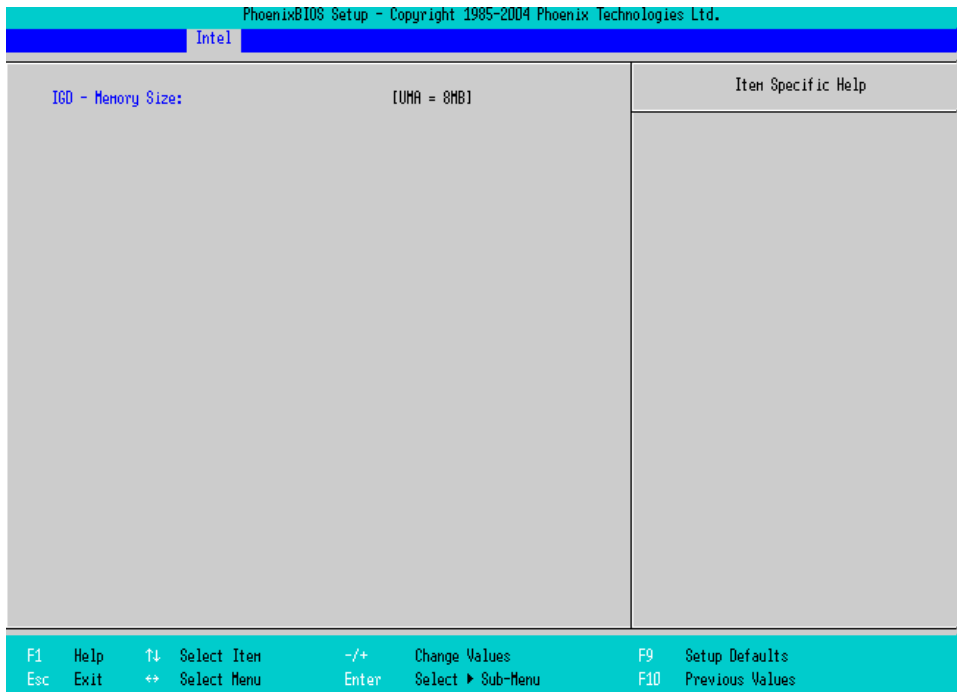 PhoenixBIOS Setup - Copyright 1985-2004 Phoenix Technologies Ltd.
Intel
IGD - Memory Size: [UMA = 8MB]
Item Specific Help
F1 Help ↑↓ Select Item -/+ Change Values F9 Setup Defaults
Esc Exit ↔ Select Menu Enter Select ▶ Sub-Menu F10 Previous Values